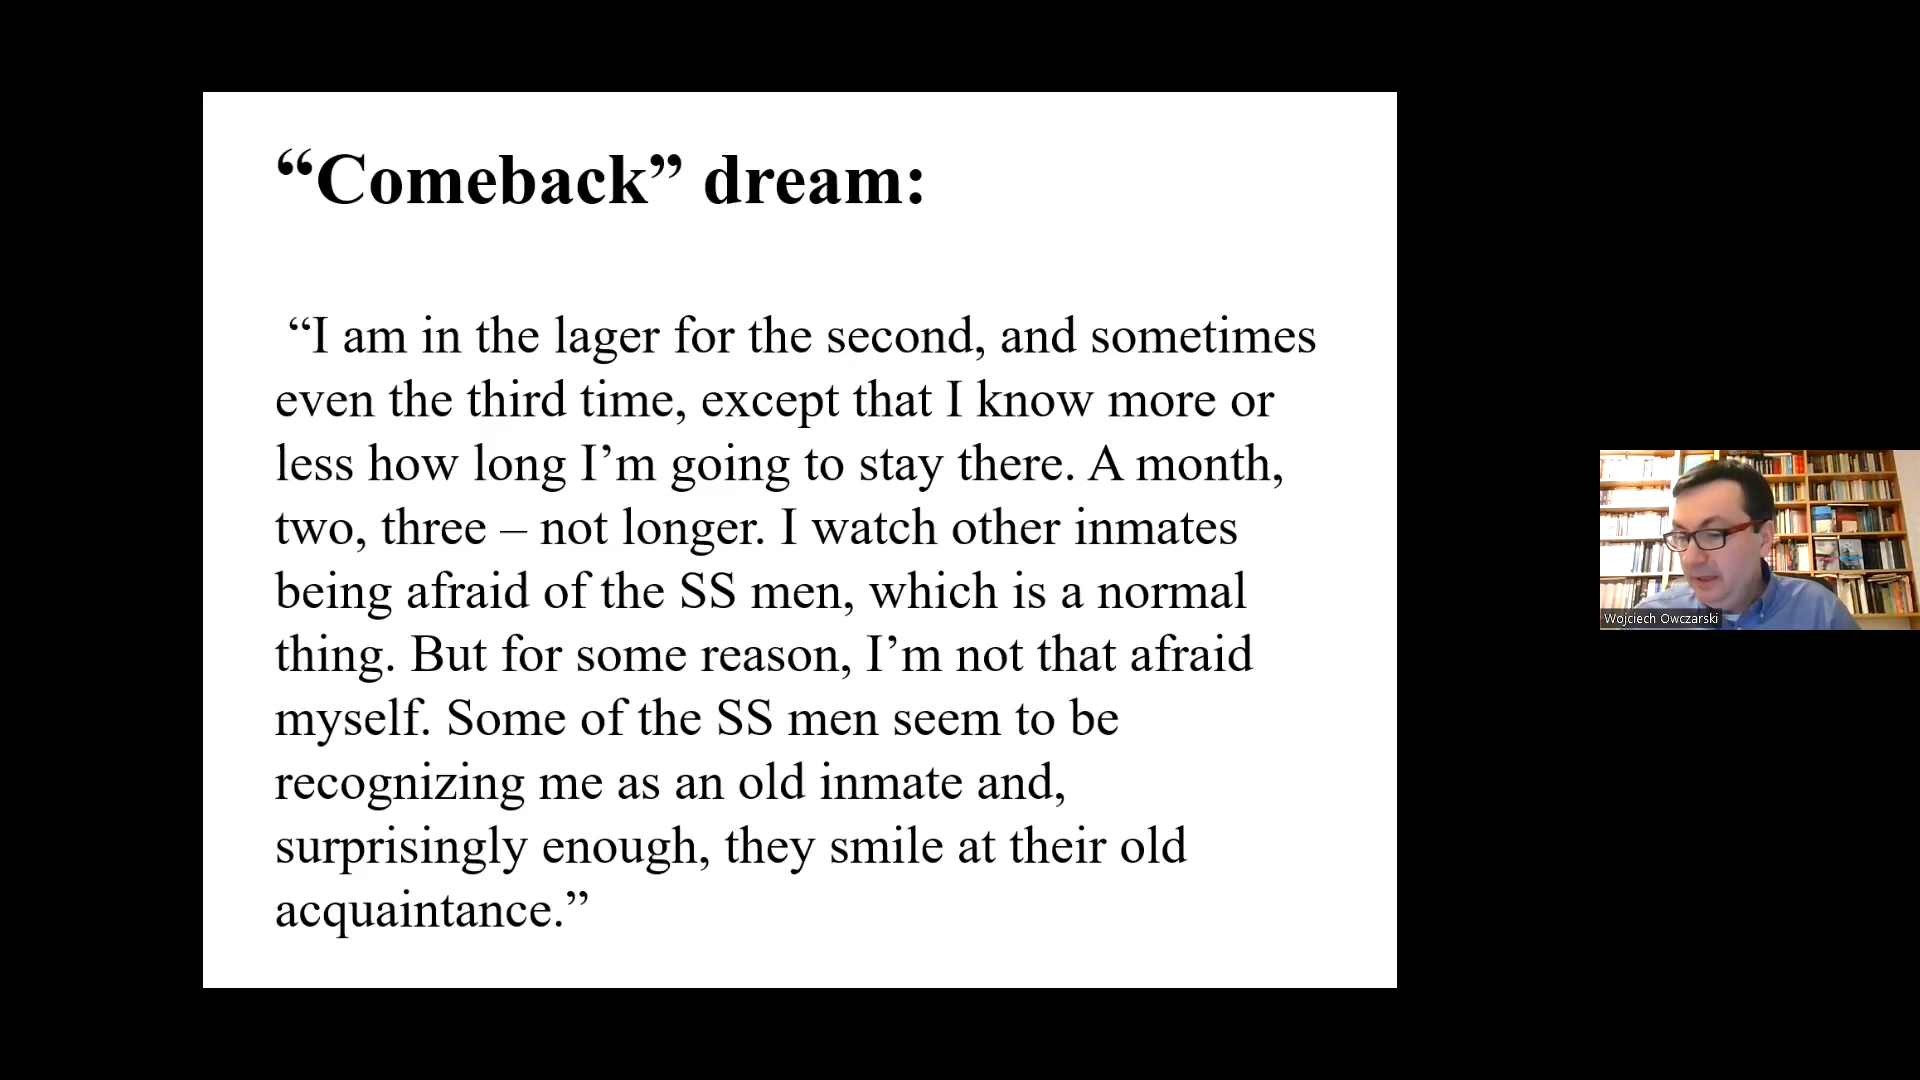 “Comeback” dream:
“I am in the lager for the second, and sometimes
even the third time, except that I know more or
less how long I’m going to stay there. A month,
two, three – not longer. I watch other inmates
being afraid of the SS men, which is a normal
thing. But for some reason, I’m not that afraid
myself. Some of the SS men seem to be
recognizing me as an old inmate and,
surprisingly enough, they smile at their old
acquaintance.”
Wojciech Owczarski